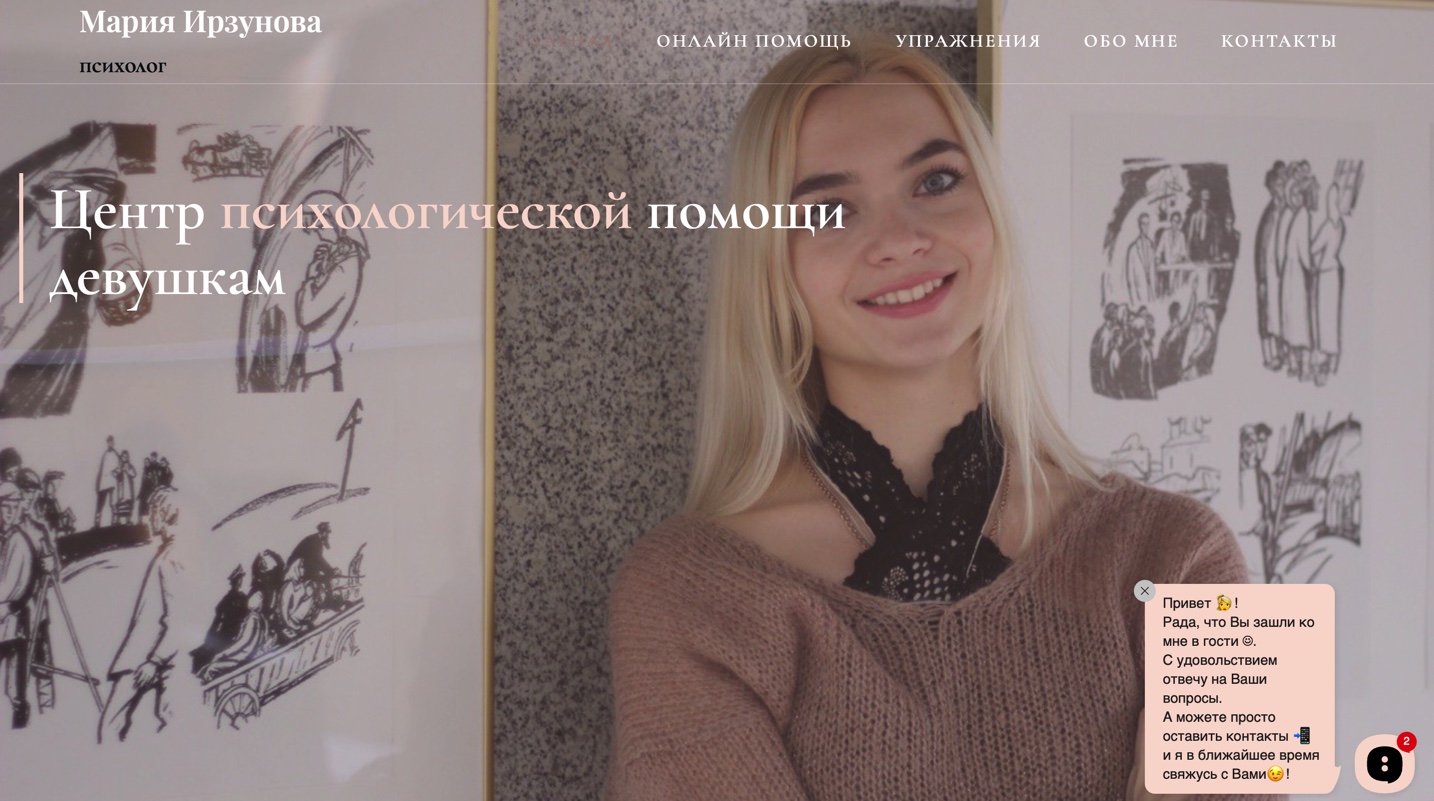 Мария Ирзунова
психолог
ОНЛАЙН ПОМОЩЬ
УПРАЖНЕНИЯ
ОБО МНЕ
КОНТАКТЫ
Центр психологической помощи
девушкам
Привет 🙋!
Рада, что Вы зашли ко
мне в гости ☺.
С удовольствием
отвечу на Ваши
вопросы.
А можете просто
оставить контакты 📲
и я в ближайшее время
свяжусь с Вами😉!
2